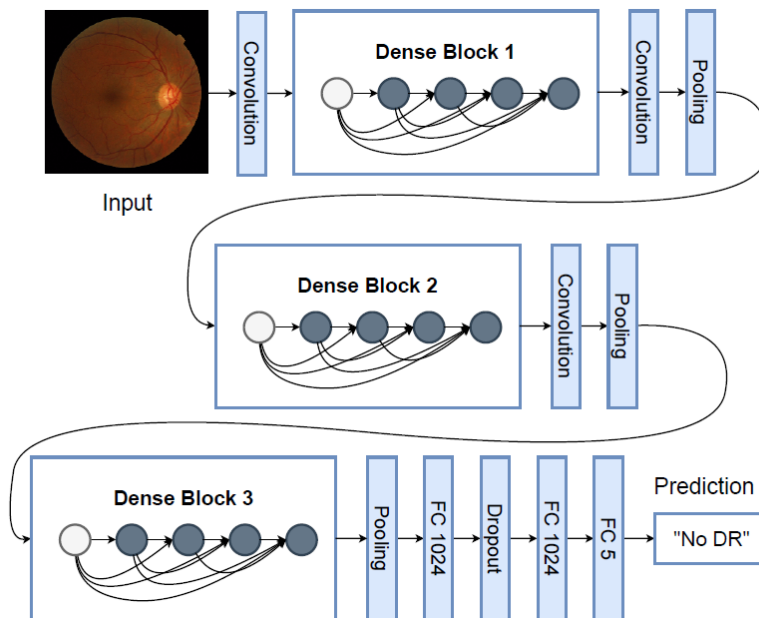 Input
Convolution
Dense Block 1
Convolution
Pooling
Dense Block 2
Convolution
Pooling
Dense Block 3
Pooling
FC 1024
Dropout
FC 1024
FC 5
Prediction
"No DR"